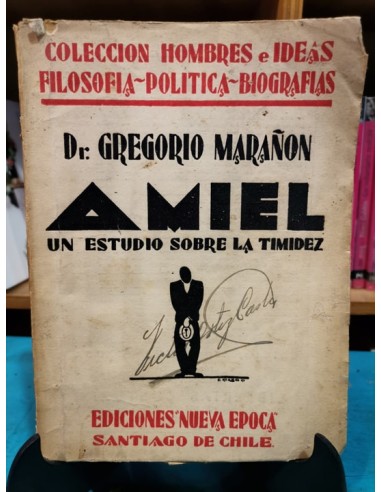 COLECCION HOMBRES e IDEAS
FILOSOFIA~POLITICA~BIOGRAFIAS
Dr. GREGORIO MARAÑON
AMIEL
UN ESTUDIO SOBRE LA TIMIDEZ
EDICIONES "NUEVA EPOCA"
SANTIAGO DE CHILE.